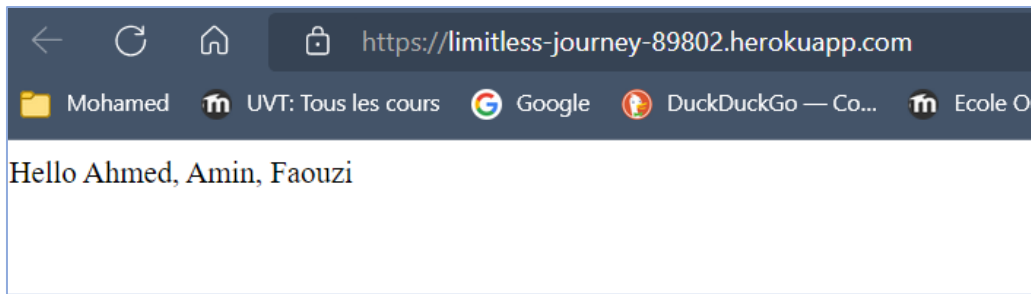 https://limitless-journey-89802.herokuapp.com
Mohamed UVT: Tous les cours Google DuckDuckGo — Co... Ecole O
Hello Ahmed, Amin, Faouzi